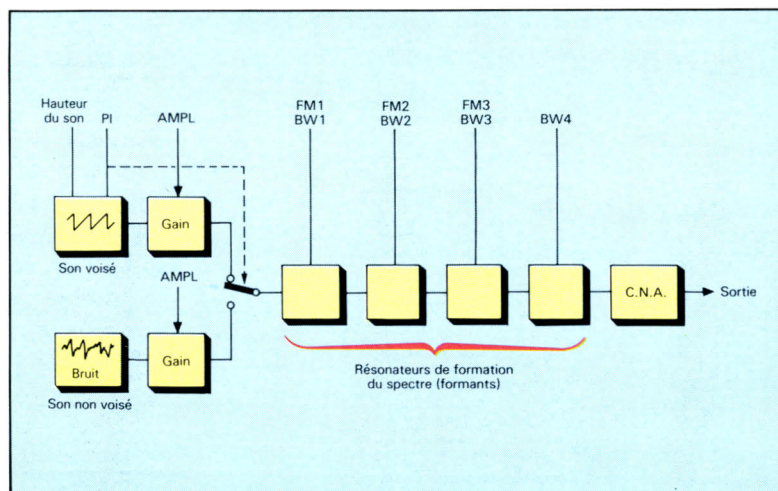 Hauteur
du son
PI
AMPL
FM1
BW1
FM2
BW2
FM3
BW3
BW4
Gain
Son voisé
AMPL
C.N.A.
Sortie
Bruit
Gain
Son non voisé
Résonateurs de formation
du spectre (formants)